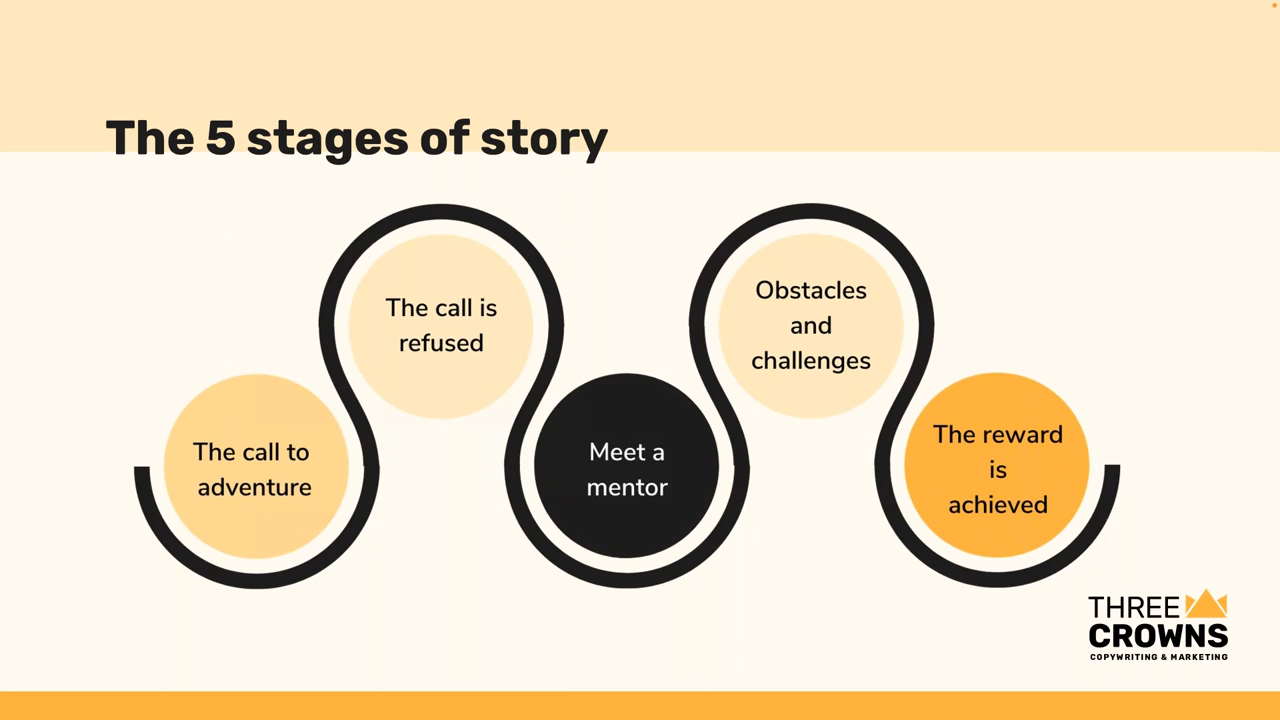 The 5 stages of story
The call to
adventure
The call is
refused
Meet a
mentor
Obstacles
and
challenges
The reward
is
achieved
THREE
CROWNS
COPYWRITING & MARKETING